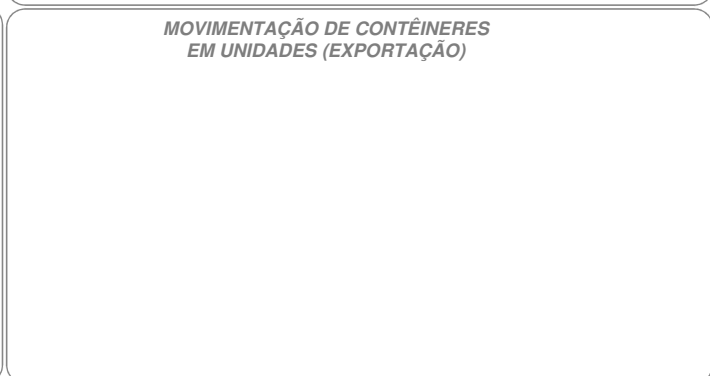 MOVIMENTAÇÃO DE CONTÊINERES
EM UNIDADES (EXPORTAÇÃO)